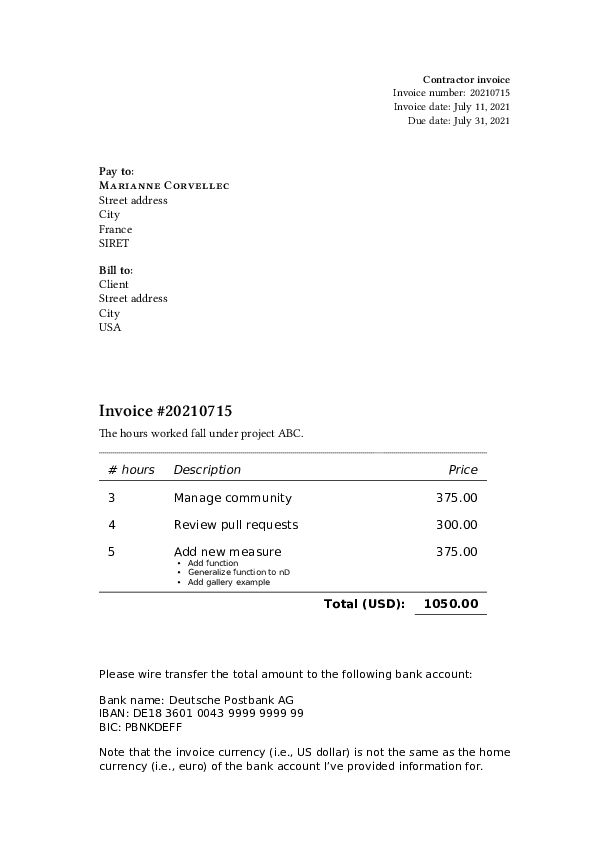 Contractor invoice
Invoice number: 20210715
Invoice date: July 11, 2021
Due date: July 31, 2021
Pay to:
Marianne Corvellec
Street address
City
France
SIRET
Bill to:
Client
Street address
City
USA
Invoice #20210715
The hours worked fall under project ABC.
# hours Description Price
3 Manage community 375.00
4 Review pull requests 300.00
5 Add new measure 375.00
• Add function
• Generalize function to nD
• Add gallery example
Total (USD): 1050.00
Please wire transfer the total amount to the following bank account:
Bank name: Deutsche Postbank AG
IBAN: DE18 3601 0043 9999 9999 99
BIC: PBNKDEFF
Note that the invoice currency (i.e., US dollar) is not the same as the home
currency (i.e., euro) of the bank account I’ve provided information for.